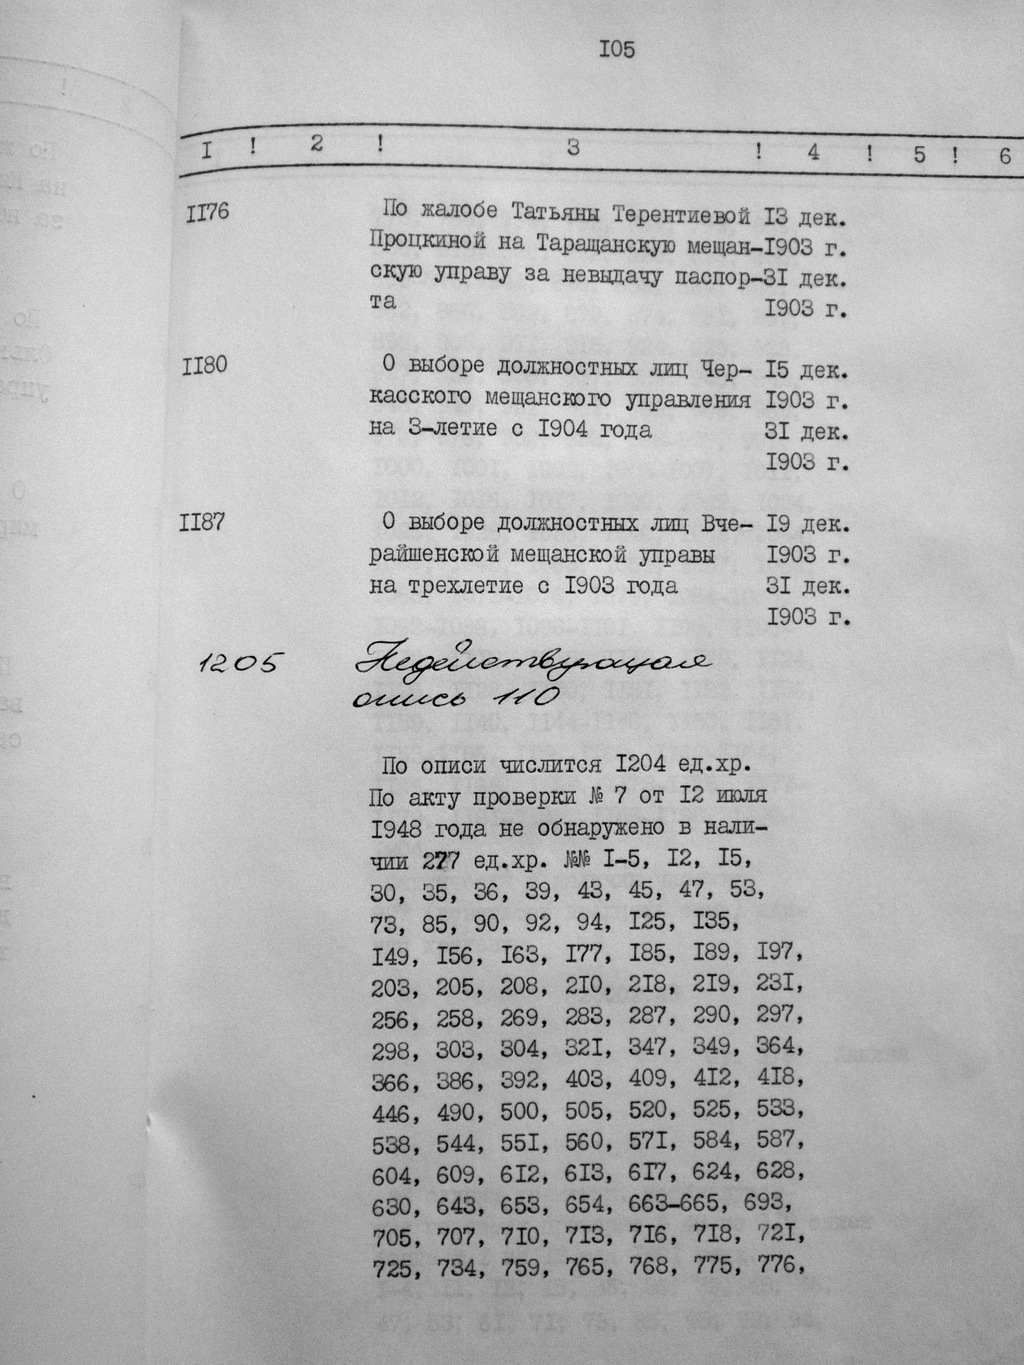 I05
I ! 2 ! 3 ! 4 ! 5 ! 6
II76 По жалобе Татьяны Терентиевой I3 дек.
Процкиной на Таращанскую мещан-I903 г.
скую управу за невыдачу паспор-3I дек.
та I903 г.
II80 О выборе должностных лиц Чер- I5 дек.
касского мещанского управления I903 г.
на 3-летие с I904 года 3I дек.
I903 г.
II87 О выборе должностных лиц Вче- I9 дек.
райшенской мещанской управы I903 г.
на трехлетие с I903 года 3I дек.
I903 г.
1205 Недействующая
опись 110
По описи числится I204 ед.хр.
По акту проверки № 7 от I2 июля
I948 года не обнаружено в нали-
чии 277 ед.хр. №№ I-5, I2, I5,
30, 35, 36, 39, 43, 45, 47, 53,
73, 85, 90, 92, 94, I25, I35,
I49, I56, I63, I77, I85, I89, I97,
203, 205, 208, 2I0, 2I8, 2I9, 23I,
256, 258, 269, 283, 287, 290, 297,
298, 303, 304, 32I, 347, 349, 364,
366, 386, 392, 403, 409, 4I2, 4I8,
446, 490, 500, 505, 520, 525, 533,
538, 544, 55I, 560, 57I, 584, 587,
604, 609, 6I2, 6I3, 6I7, 624, 628,
630, 643, 653, 654, 663-665, 693,
705, 707, 7I0, 7I3, 7I6, 7I8, 72I,
725, 734, 759, 765, 768, 775, 776,